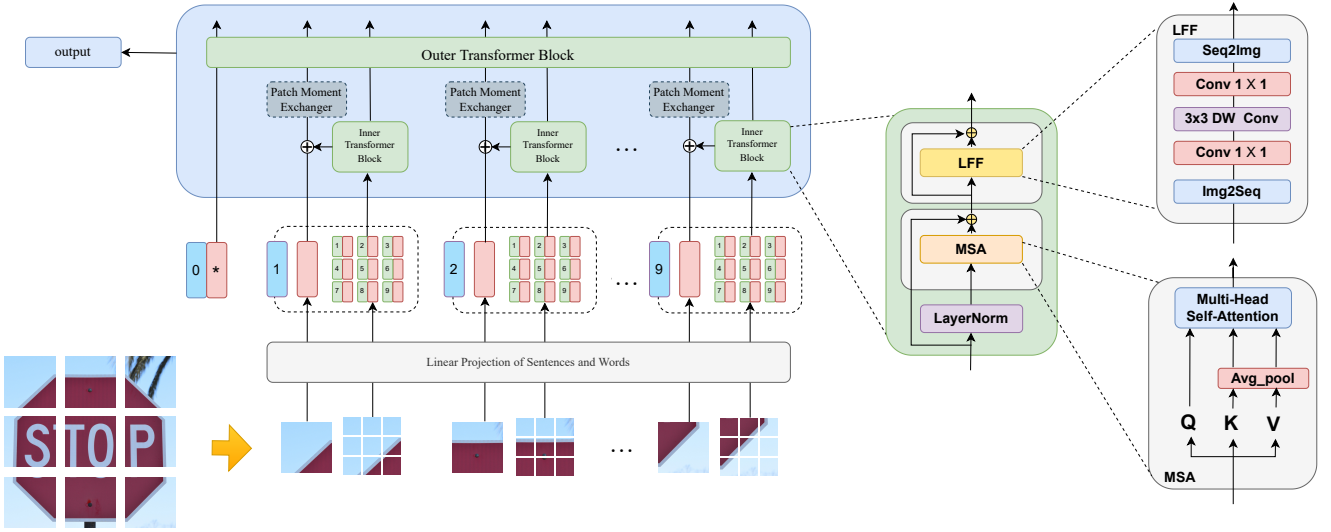 output
Outer Transformer Block
Patch Moment
Exchanger
Patch Moment
Exchanger
Patch Moment
Exchanger
Inner
Transformer
Block
Inner
Transformer
Block
...
Inner
Transformer
Block
0 *
1
1 2 3
4 5 6
7 8 9
2
1 2 3
4 5 6
7 8 9
...
9
1 2 3
4 5 6
7 8 9
Linear Projection of Sentences and Words
STOP
...
LFF
MSA
LayerNorm
LFF
Seq2Img
Conv 1 X 1
3x3 DW Conv
Conv 1 X 1
Img2Seq
Multi-Head
Self-Attention
Avg_pool
Q K V
MSA